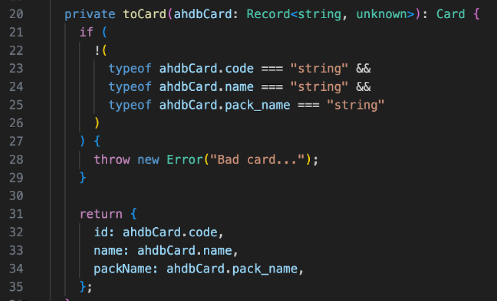 20 private toCard(ahdbCard: Record<string, unknown>): Card {
21 if (
22 !(
23 typeof ahdbCard.code === "string" &&
24 typeof ahdbCard.name === "string" &&
25 typeof ahdbCard.pack_name === "string"
26 )
27 ) {
28 throw new Error("Bad card...");
29 }
30
31 return {
32 id: ahdbCard.code,
33 name: ahdbCard.name,
34 packName: ahdbCard.pack_name,
35 };